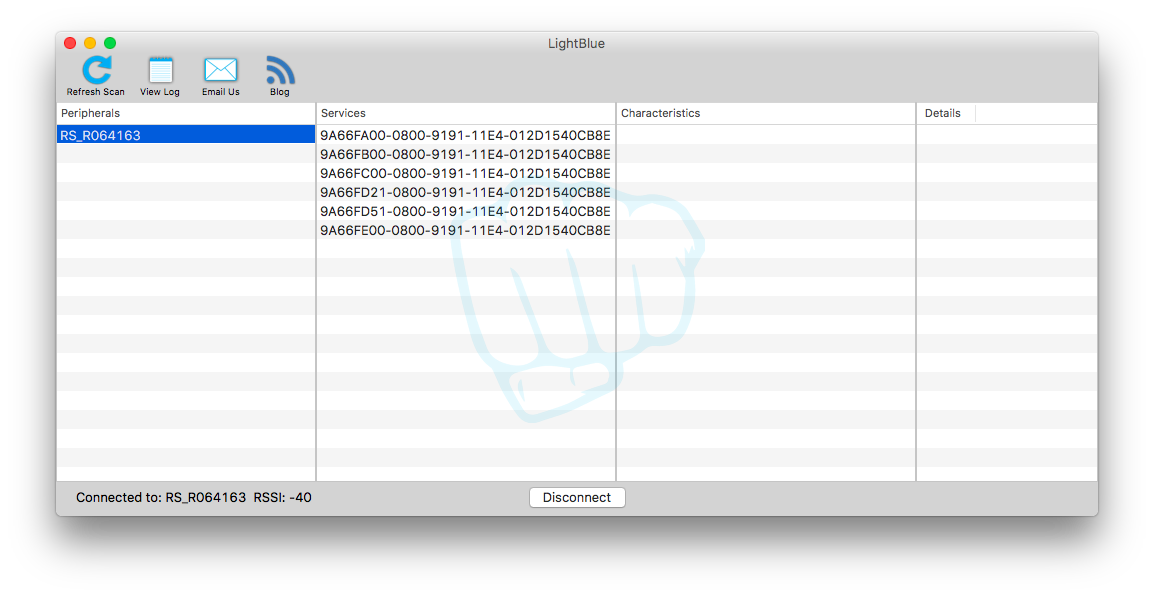 LightBlue
Refresh Scan View Log Email Us Blog
Peripherals Services Characteristics Details
RS_R064163 9A66FA00-0800-9191-11E4-012D1540CB8E
9A66FB00-0800-9191-11E4-012D1540CB8E
9A66FC00-0800-9191-11E4-012D1540CB8E
9A66FD21-0800-9191-11E4-012D1540CB8E
9A66FD51-0800-9191-11E4-012D1540CB8E
9A66FE00-0800-9191-11E4-012D1540CB8E
Connected to: RS_R064163 RSSI: -40 Disconnect